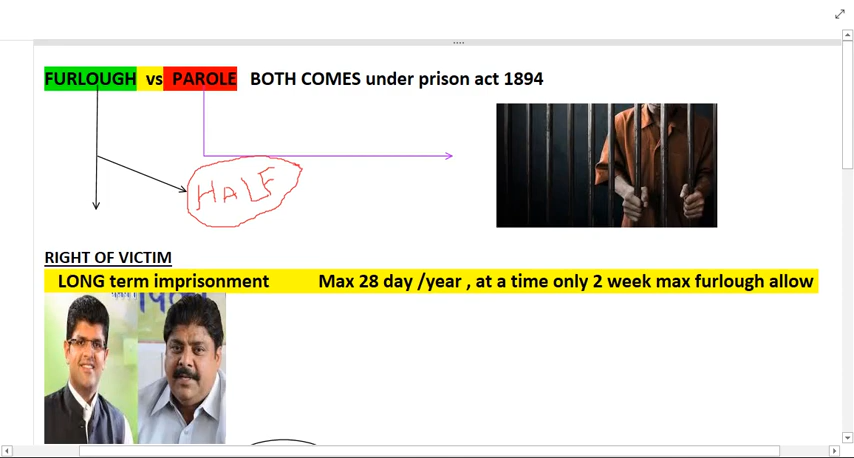 FURLOUGH vs PAROLE BOTH COMES under prison act 1894
HALF
RIGHT OF VICTIM
LONG term imprisonment Max 28 day /year , at a time only 2 week max furlough allow